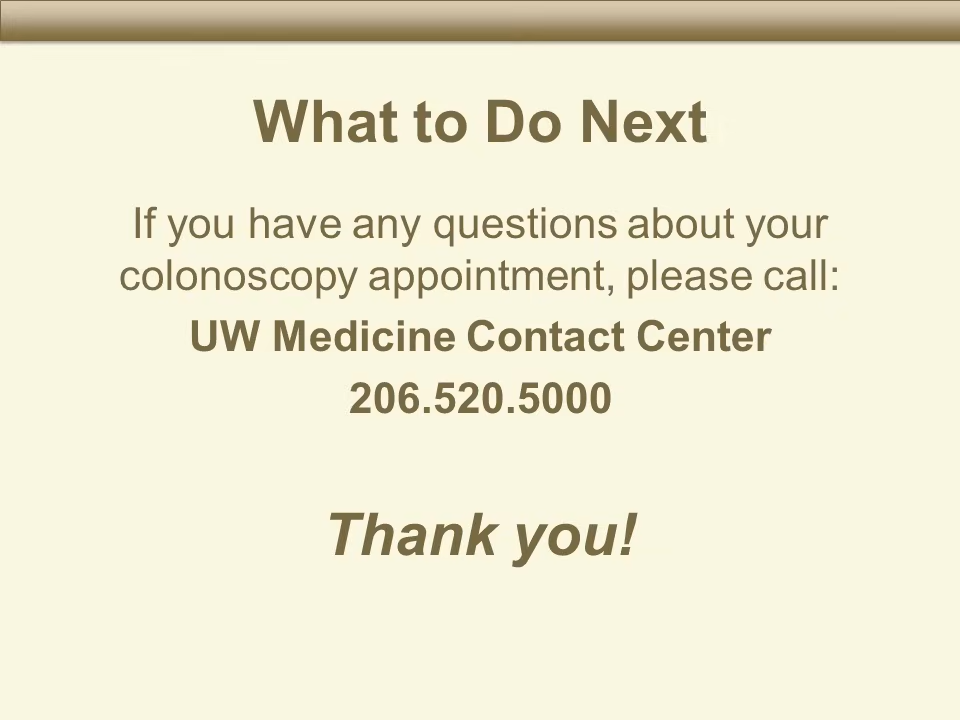 What to Do Next
If you have any questions about your
colonoscopy appointment, please call:
UW Medicine Contact Center
206.520.5000
Thank you!